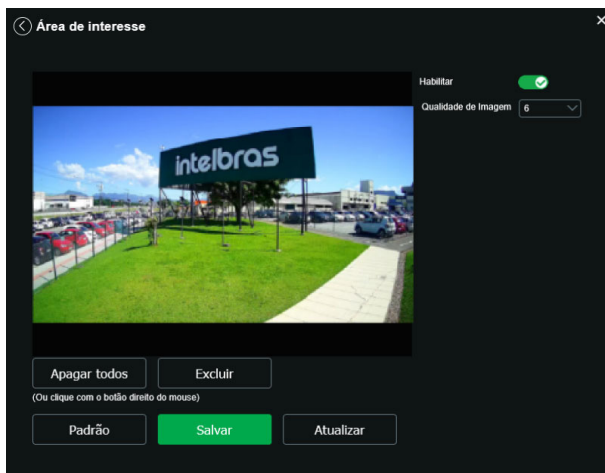 Área de interesse
Habilitar
Qualidade de Imagem 6
intelbras
Apagar todos Excluir
(Ou clique com o botão direito do mouse)
Padrão Salvar Atualizar